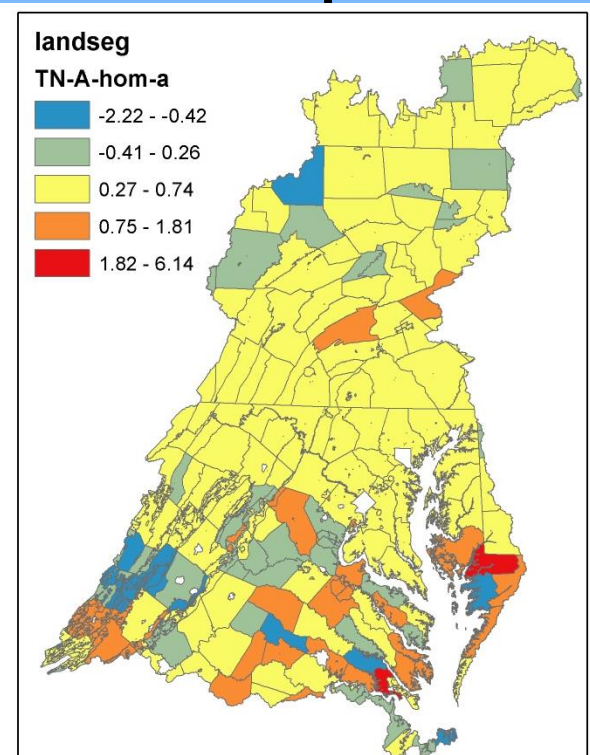 landseg
TN-A-hom-a
-2.22 - -0.42
-0.41 - 0.26
0.27 - 0.74
0.75 - 1.81
1.82 - 6.14